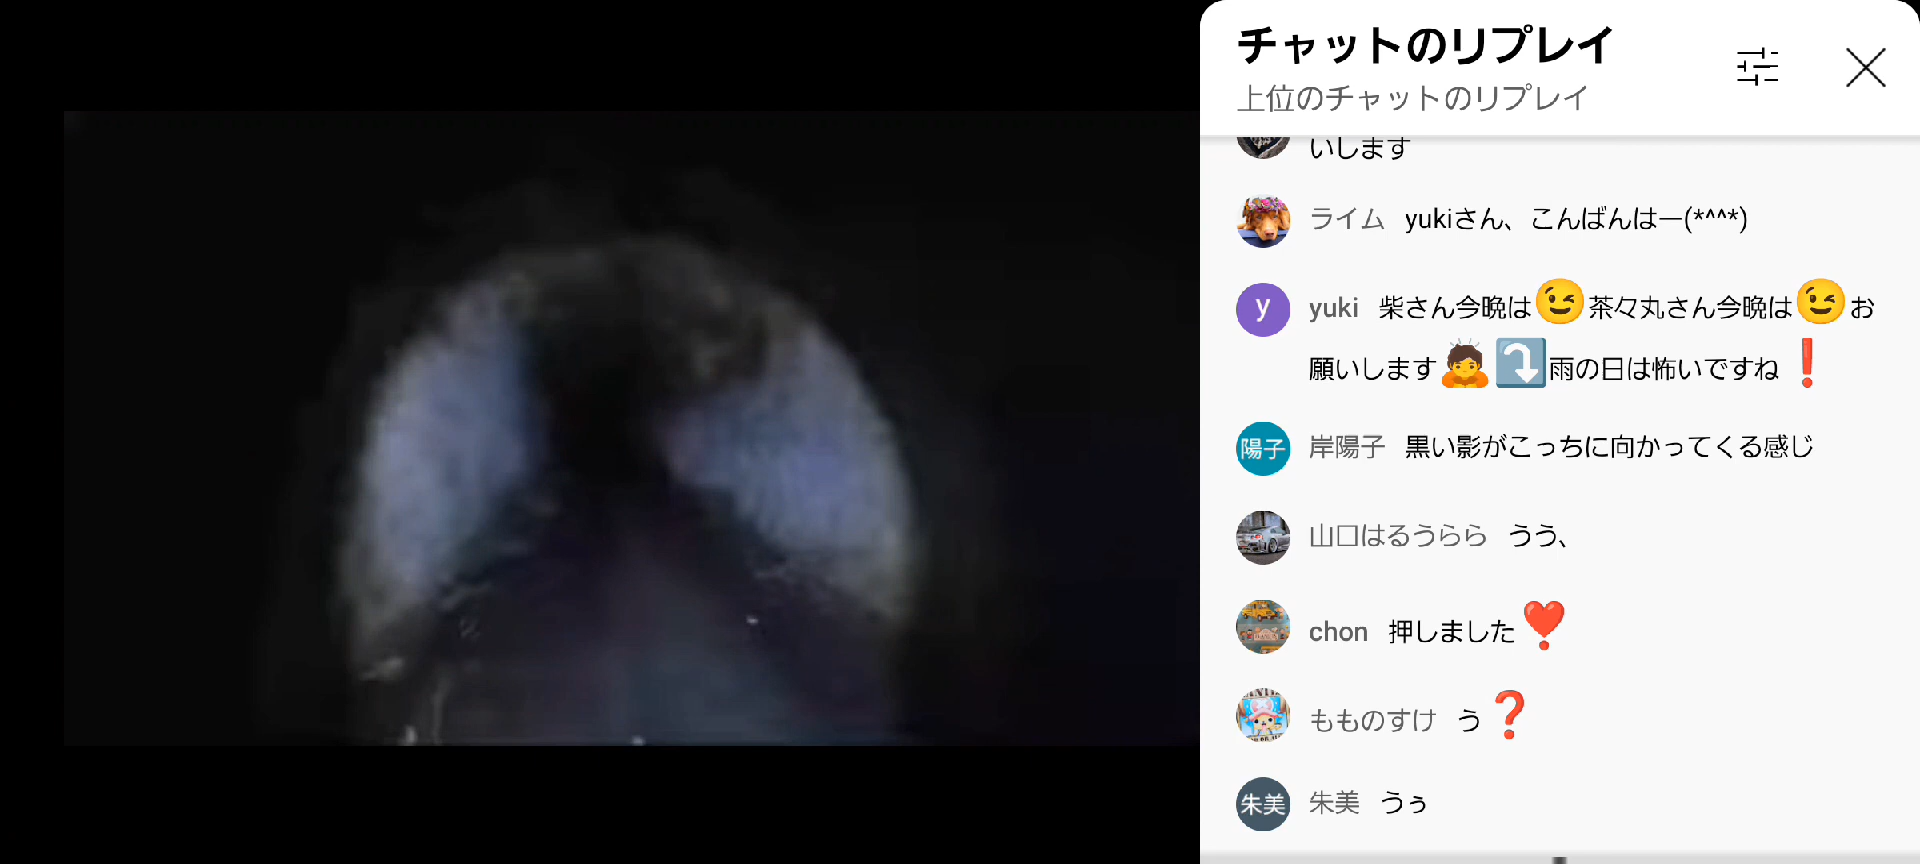 チャットのリプレイ
上位のチャットのリプレイ
いします
ライム yukiさん、こんばんはー(*^^*)
y yuki 柴さん今晩は😉茶々丸さん今晩は😉お
願いします🙇⤵️雨の日は怖いですね❗
陽子 岸陽子 黒い影がこっちに向かってくる感じ
山口はるうらら うう、
chon 押しました❣️
もものすけ う❓
朱美 朱美 うぅ